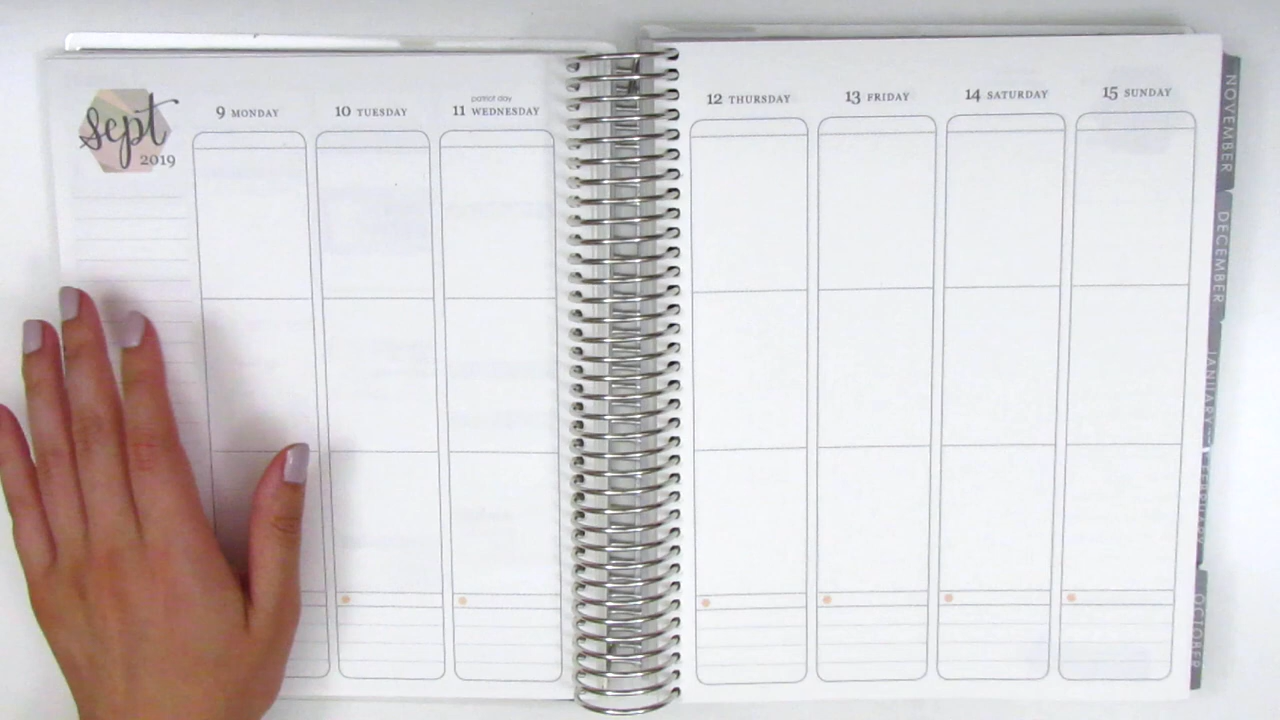 sept
2019
9 MONDAY
10 TUESDAY
patriot day
11 WEDNESDAY
12 THURSDAY
13 FRIDAY
14 SATURDAY
15 SUNDAY
NOVEMBER
DECEMBER
JANUARY
FEBRUARY
OCTOBER